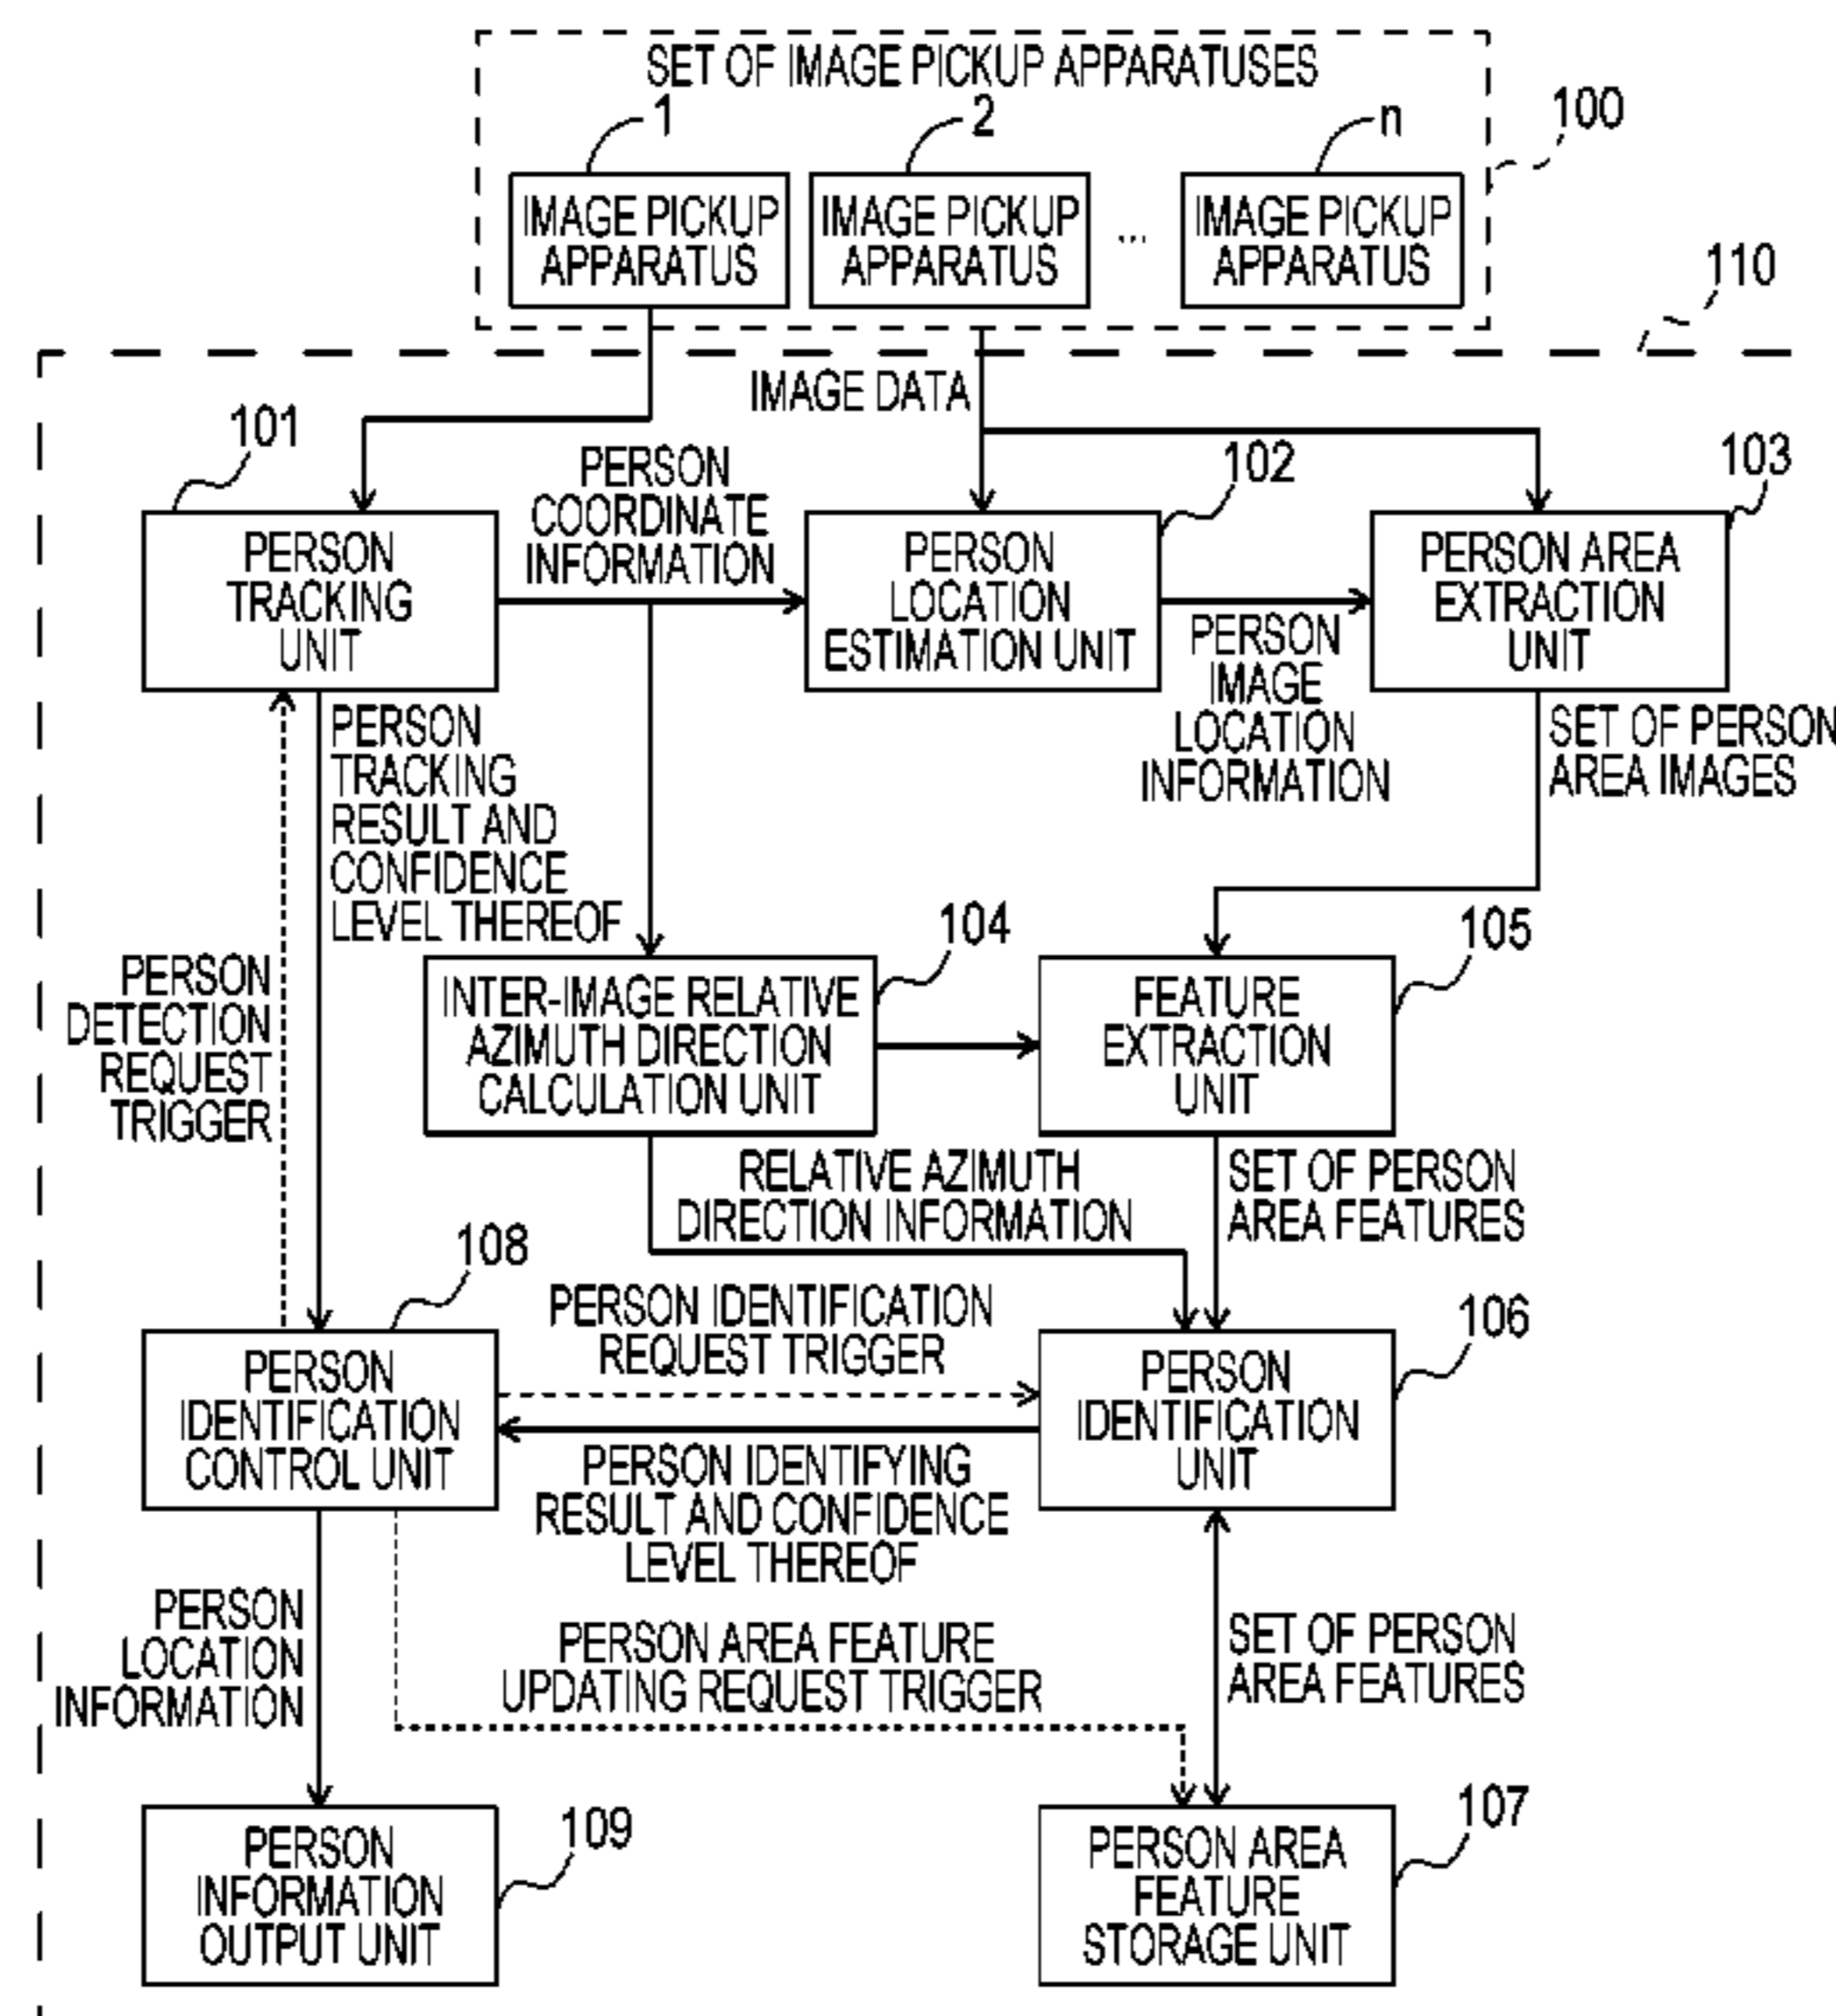 SET OF IMAGE PICKUP APPARATUSES
1
2
n
100
IMAGE PICKUP
APPARATUS
IMAGE PICKUP
APPARATUS
...
IMAGE PICKUP
APPARATUS
110
IMAGE DATA
101
PERSON
COORDINATE
INFORMATION
102
103
PERSON
TRACKING
UNIT
PERSON
LOCATION
ESTIMATION UNIT
PERSON AREA
EXTRACTION
UNIT
PERSON
IMAGE
LOCATION
INFORMATION
PERSON
TRACKING
RESULT AND
CONFIDENCE
LEVEL THEREOF
SET OF PERSON
AREA IMAGES
104
105
PERSON
DETECTION
REQUEST
TRIGGER
INTER-IMAGE RELATIVE
AZIMUTH DIRECTION
CALCULATION UNIT
FEATURE
EXTRACTION
UNIT
RELATIVE AZIMUTH
DIRECTION INFORMATION
SET OF PERSON
AREA FEATURES
108
PERSON IDENTIFICATION
REQUEST TRIGGER
106
PERSON
IDENTIFICATION
CONTROL UNIT
PERSON
IDENTIFICATION
UNIT
PERSON IDENTIFYING
RESULT AND CONFIDENCE
LEVEL THEREOF
PERSON
LOCATION
INFORMATION
PERSON AREA FEATURE
UPDATING REQUEST TRIGGER
SET OF PERSON
AREA FEATURES
109
107
PERSON
INFORMATION
OUTPUT UNIT
PERSON AREA
FEATURE
STORAGE UNIT